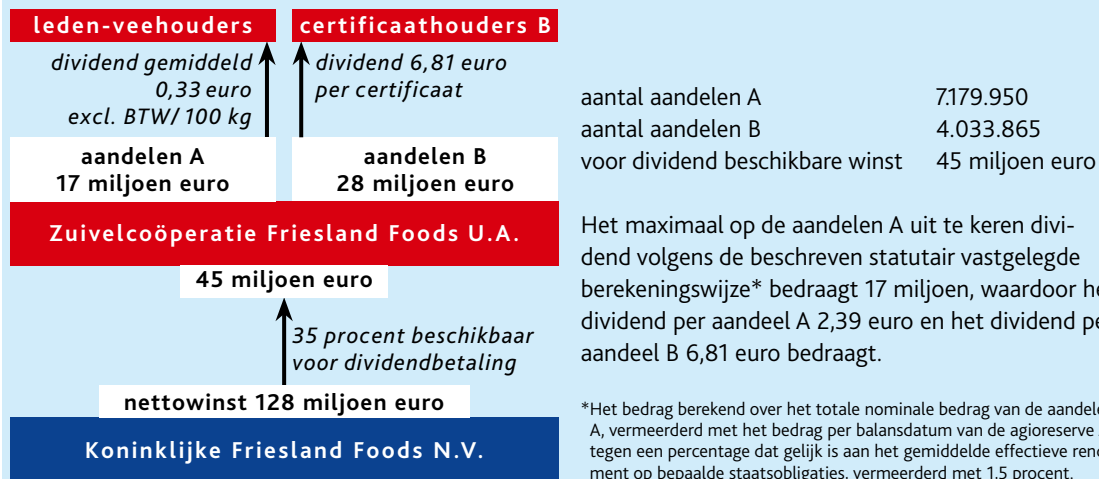 leden-veehouders
certificaathouders B
dividend gemiddeld
0,33 euro
excl. BTW/ 100 kg
dividend 6,81 euro
per certificaat
aandelen A
17 miljoen euro
aandelen B
28 miljoen euro
Zuivelcoöperatie Friesland Foods U.A.
45 miljoen euro
35 procent beschikbaar
voor dividendbetaling
nettowinst 128 miljoen euro
Koninklijke Friesland Foods N.V.
aantal aandelen A 7.179.950
aantal aandelen B 4.033.865
voor dividend beschikbare winst 45 miljoen euro
Het maximaal op de aandelen A uit te keren divi-
dend volgens de beschreven statutair vastgelegde
berekeningswijze* bedraagt 17 miljoen, waardoor
dividend per aandeel A 2,39 euro en het dividend
aandeel B 6,81 euro bedraagt.
*Het bedrag berekend over het totale nominale bedrag van de
A, vermeerderd met het bedrag per balansdatum van de agioreserve
tegen een percentage dat gelijk is aan het gemiddelde effectieve
ment op bepaalde staatsobligaties, vermeerderd met 1,5 procent.